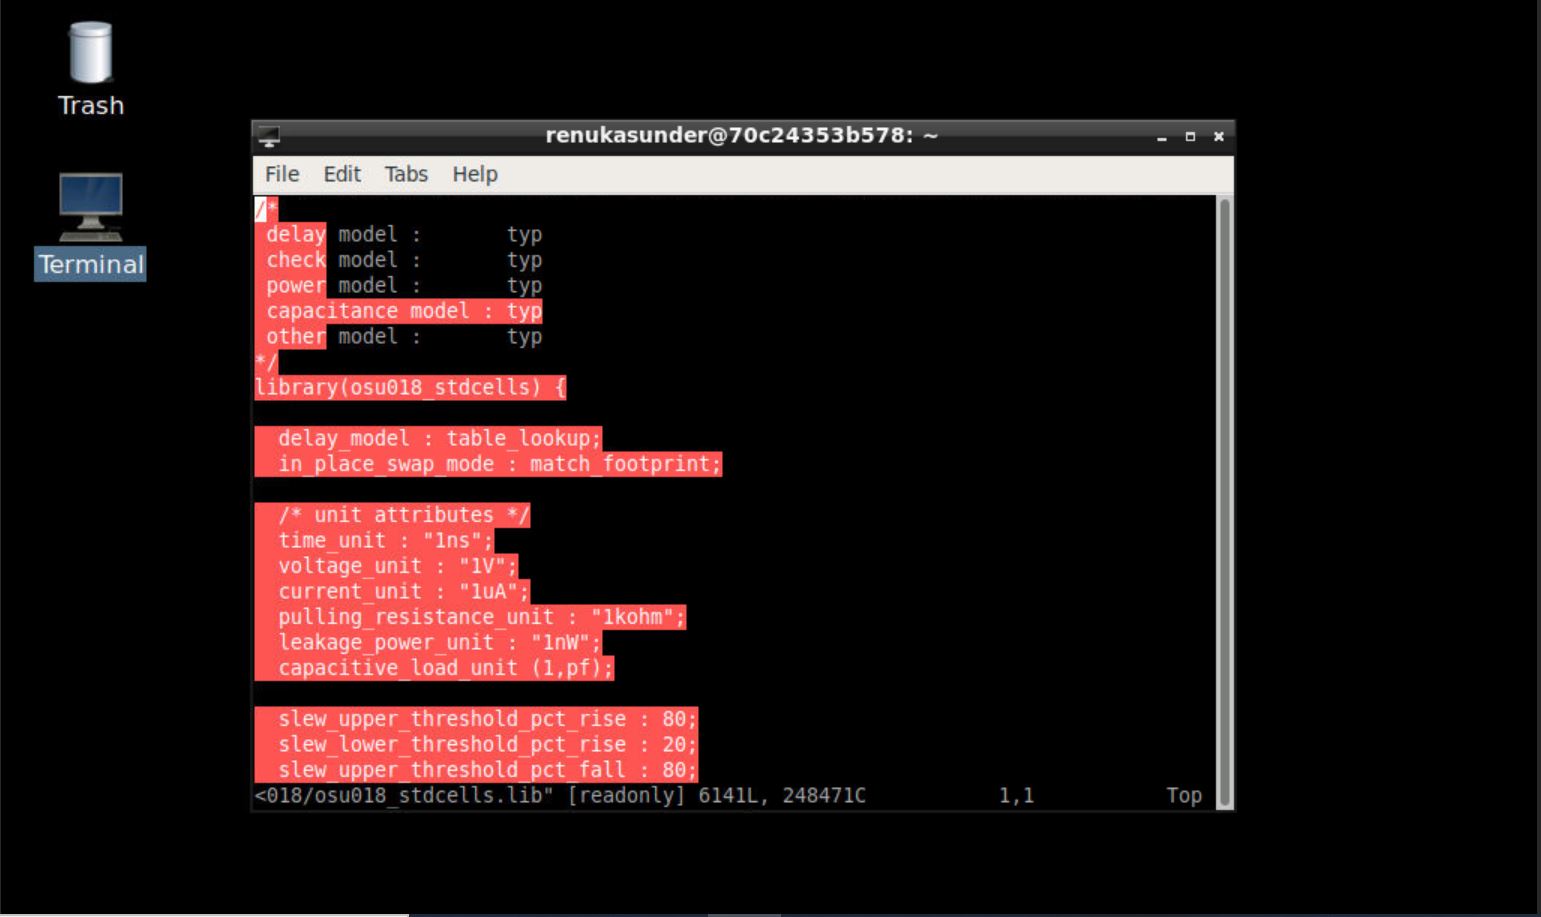 Trash
Terminal
renukasunder@70c24353b578: ~
File Edit Tabs Help
/*
 delay model :       typ
 check model :       typ
 power model :       typ
 capacitance model : typ
 other model :       typ
*/
library(osu018_stdcells) {
  delay_model : table_lookup;
  in_place_swap_mode : match_footprint;
  /* unit attributes */
  time_unit : "1ns";
  voltage_unit : "1V";
  current_unit : "1uA";
  pulling_resistance_unit : "1kohm";
  leakage_power_unit : "1nW";
  capacitive_load_unit (1,pf);
  slew_upper_threshold_pct_rise : 80;
  slew_lower_threshold_pct_rise : 20;
  slew_upper_threshold_pct_fall : 80;
<018/osu018_stdcells.lib" [readonly] 6141L, 248471C 1,1 Top